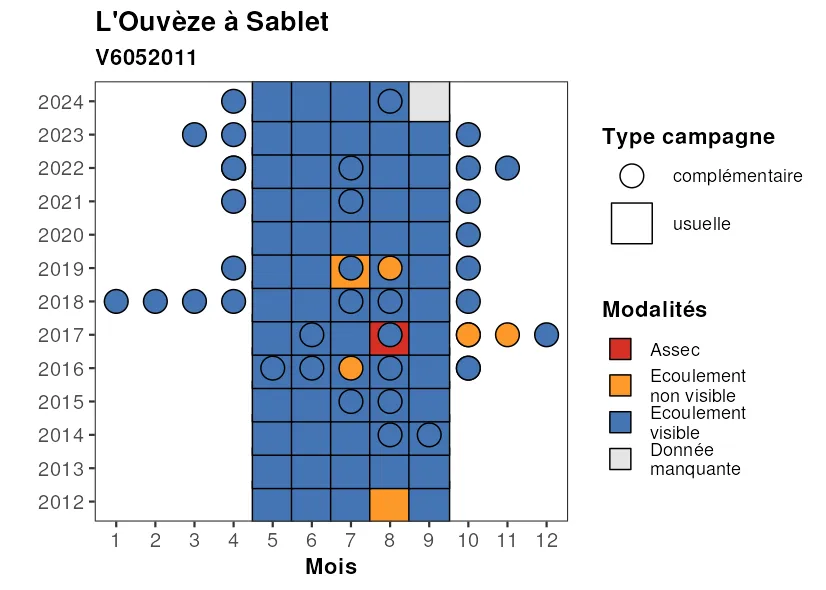 L'Ouvèze à Sablet
V6052011
2024
2023
2022
2021
2020
2019
2018
2017
2016
2015
2014
2013
2012
1 2 3 4 5 6 7 8 9 10 11 12
Mois
Type campagne
complémentaire
usuelle
Modalités
Assec
Ecoulement
non visible
Ecoulement
visible
Donnée
manquante